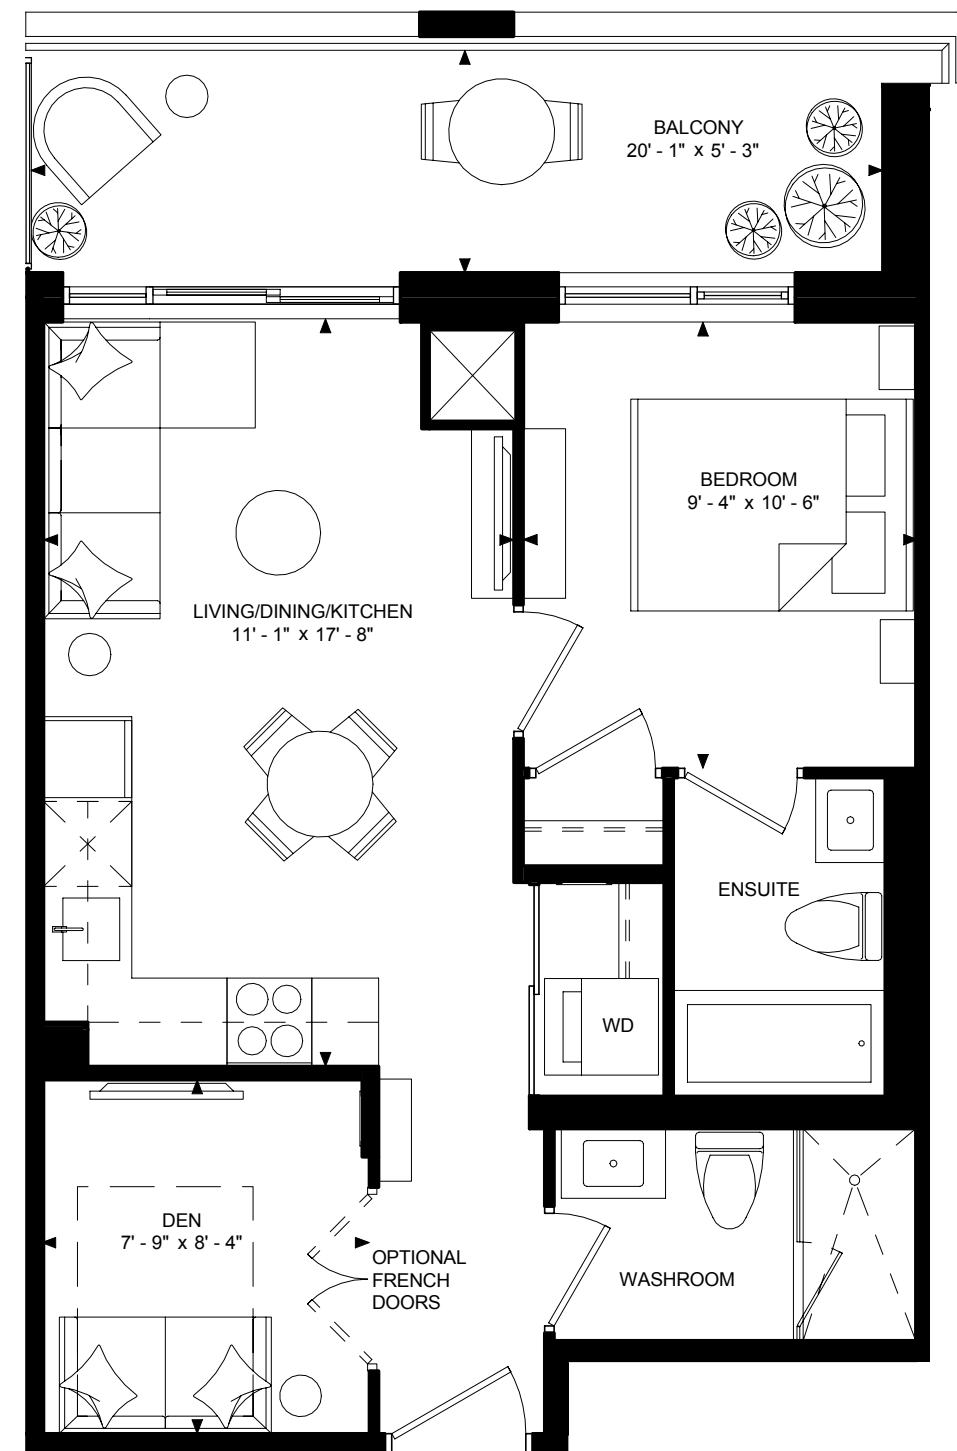 BALCONY
20' - 1" x 5' - 3"
BEDROOM
9' - 4" x 10' - 6"
LIVING/DINING/KITCHEN
11' - 1" x 17' - 8"
ENSUITE
WD
DEN
7' - 9" x 8' - 4"
OPTIONAL
FRENCH
DOORS
WASHROOM